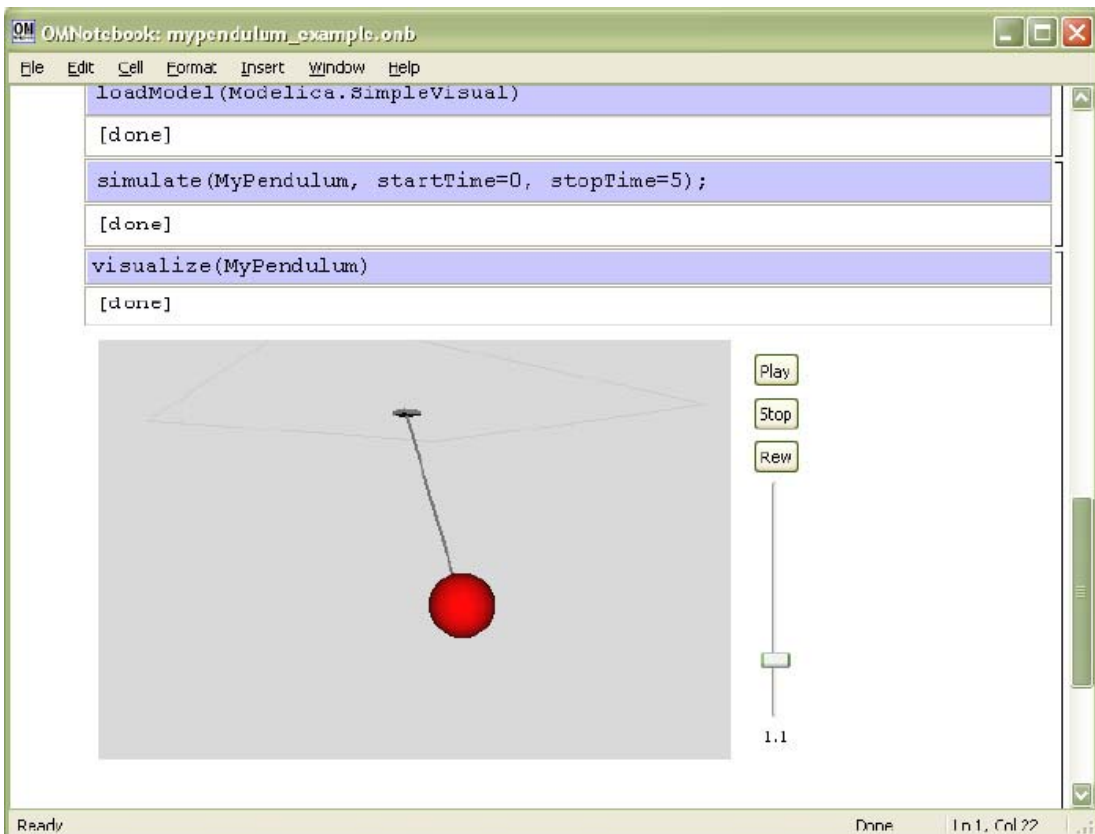 OMNotebook: mypendulum_example.onb
File Edit Cell Format Insert Window Help
loadModel(Modelica.SimpleVisual)
[done]
simulate(MyPendulum, startTime=0, stopTime=5);
[done]
visualize(MyPendulum)
[done]
Play
Stop
Rew
1.1
Ready Done Ln 1, Col 22